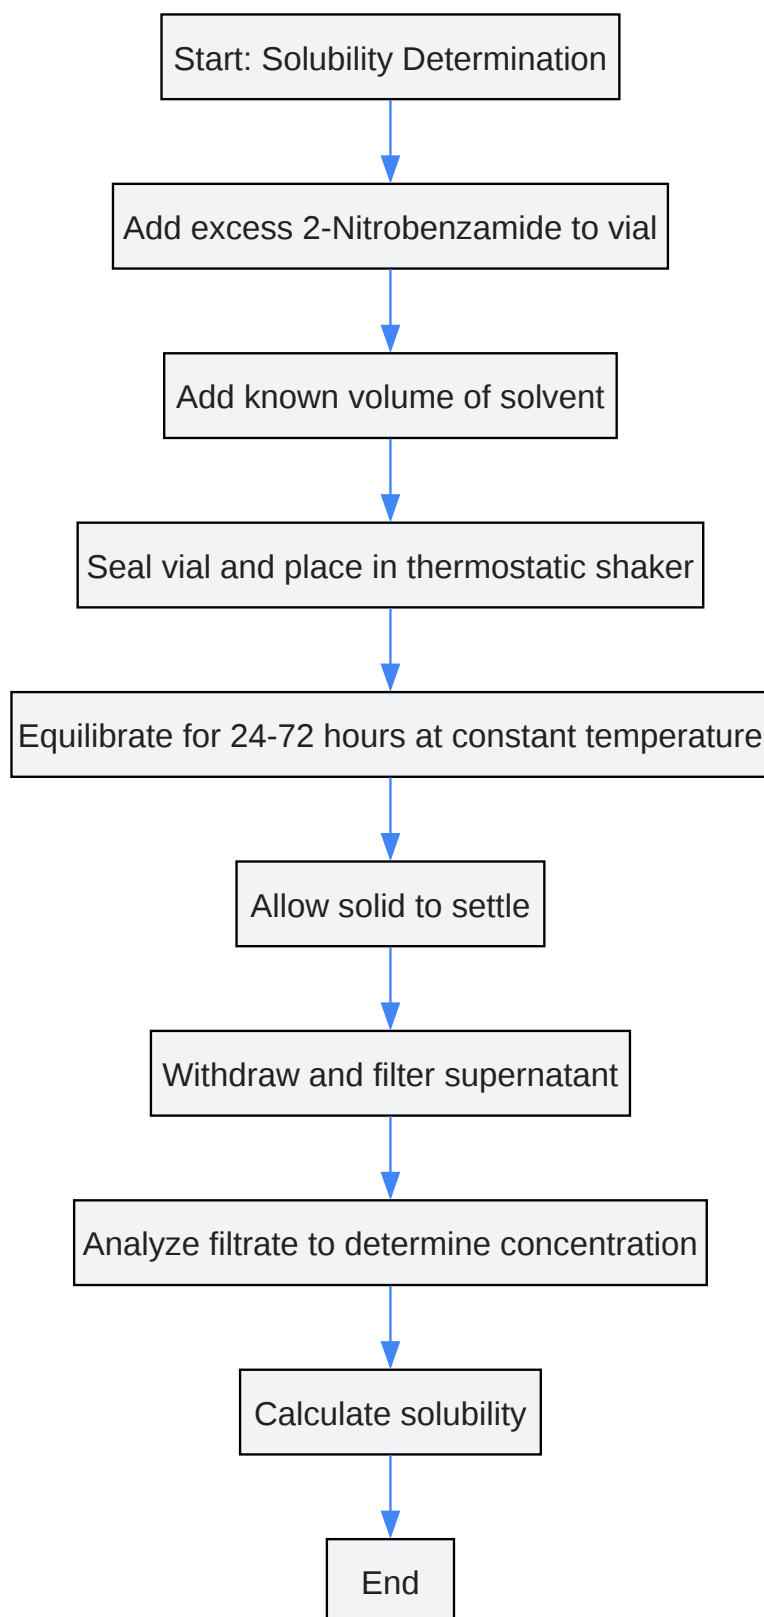 Start: Solubility Determination
Add excess 2-Nitrobenzamide to vial
Add known volume of solvent
Seal vial and place in thermostatic shaker
Equilibrate for 24-72 hours at constant temperature
Allow solid to settle
Withdraw and filter supernatant
Analyze filtrate to determine concentration
Calculate solubility
End